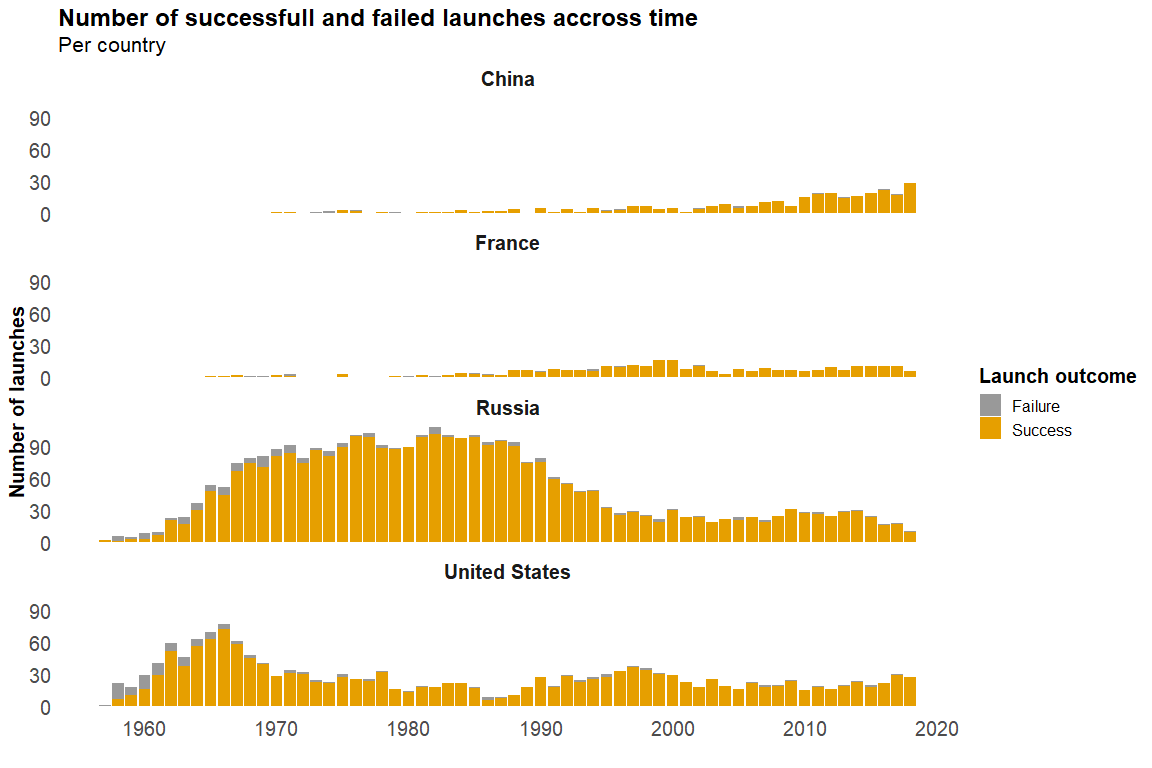 Number of successfull and failed launches accross time
Per country
China
90
60
30
0
France
90
60
30
0
Russia
90
60
30
0
United States
90
60
30
0
1960 1970 1980 1990 2000 2010 2020
Number of launches
Launch outcome
Failure
Success